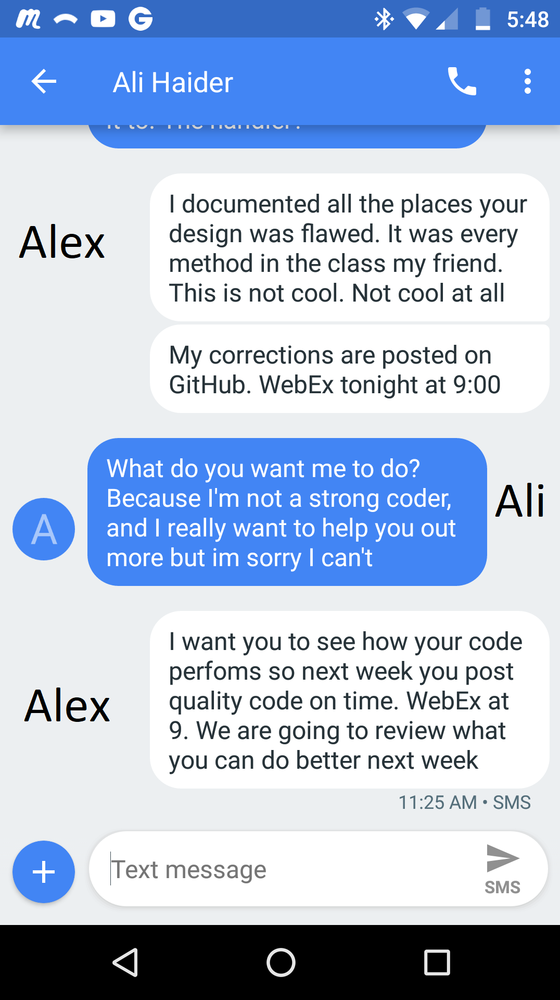 5:48
Ali Haider
it to. The handler?
I documented all the places your
design was flawed. It was every
method in the class my friend.
This is not cool. Not cool at all
Alex
My corrections are posted on
GitHub. WebEx tonight at 9:00
What do you want me to do?
Because I'm not a strong coder,
and I really want to help you out
more but im sorry I can't
A
Ali
I want you to see how your code
perfoms so next week you post
quality code on time. WebEx at
9. We are going to review what
you can do better next week
Alex
11:25 AM • SMS
Text message
SMS